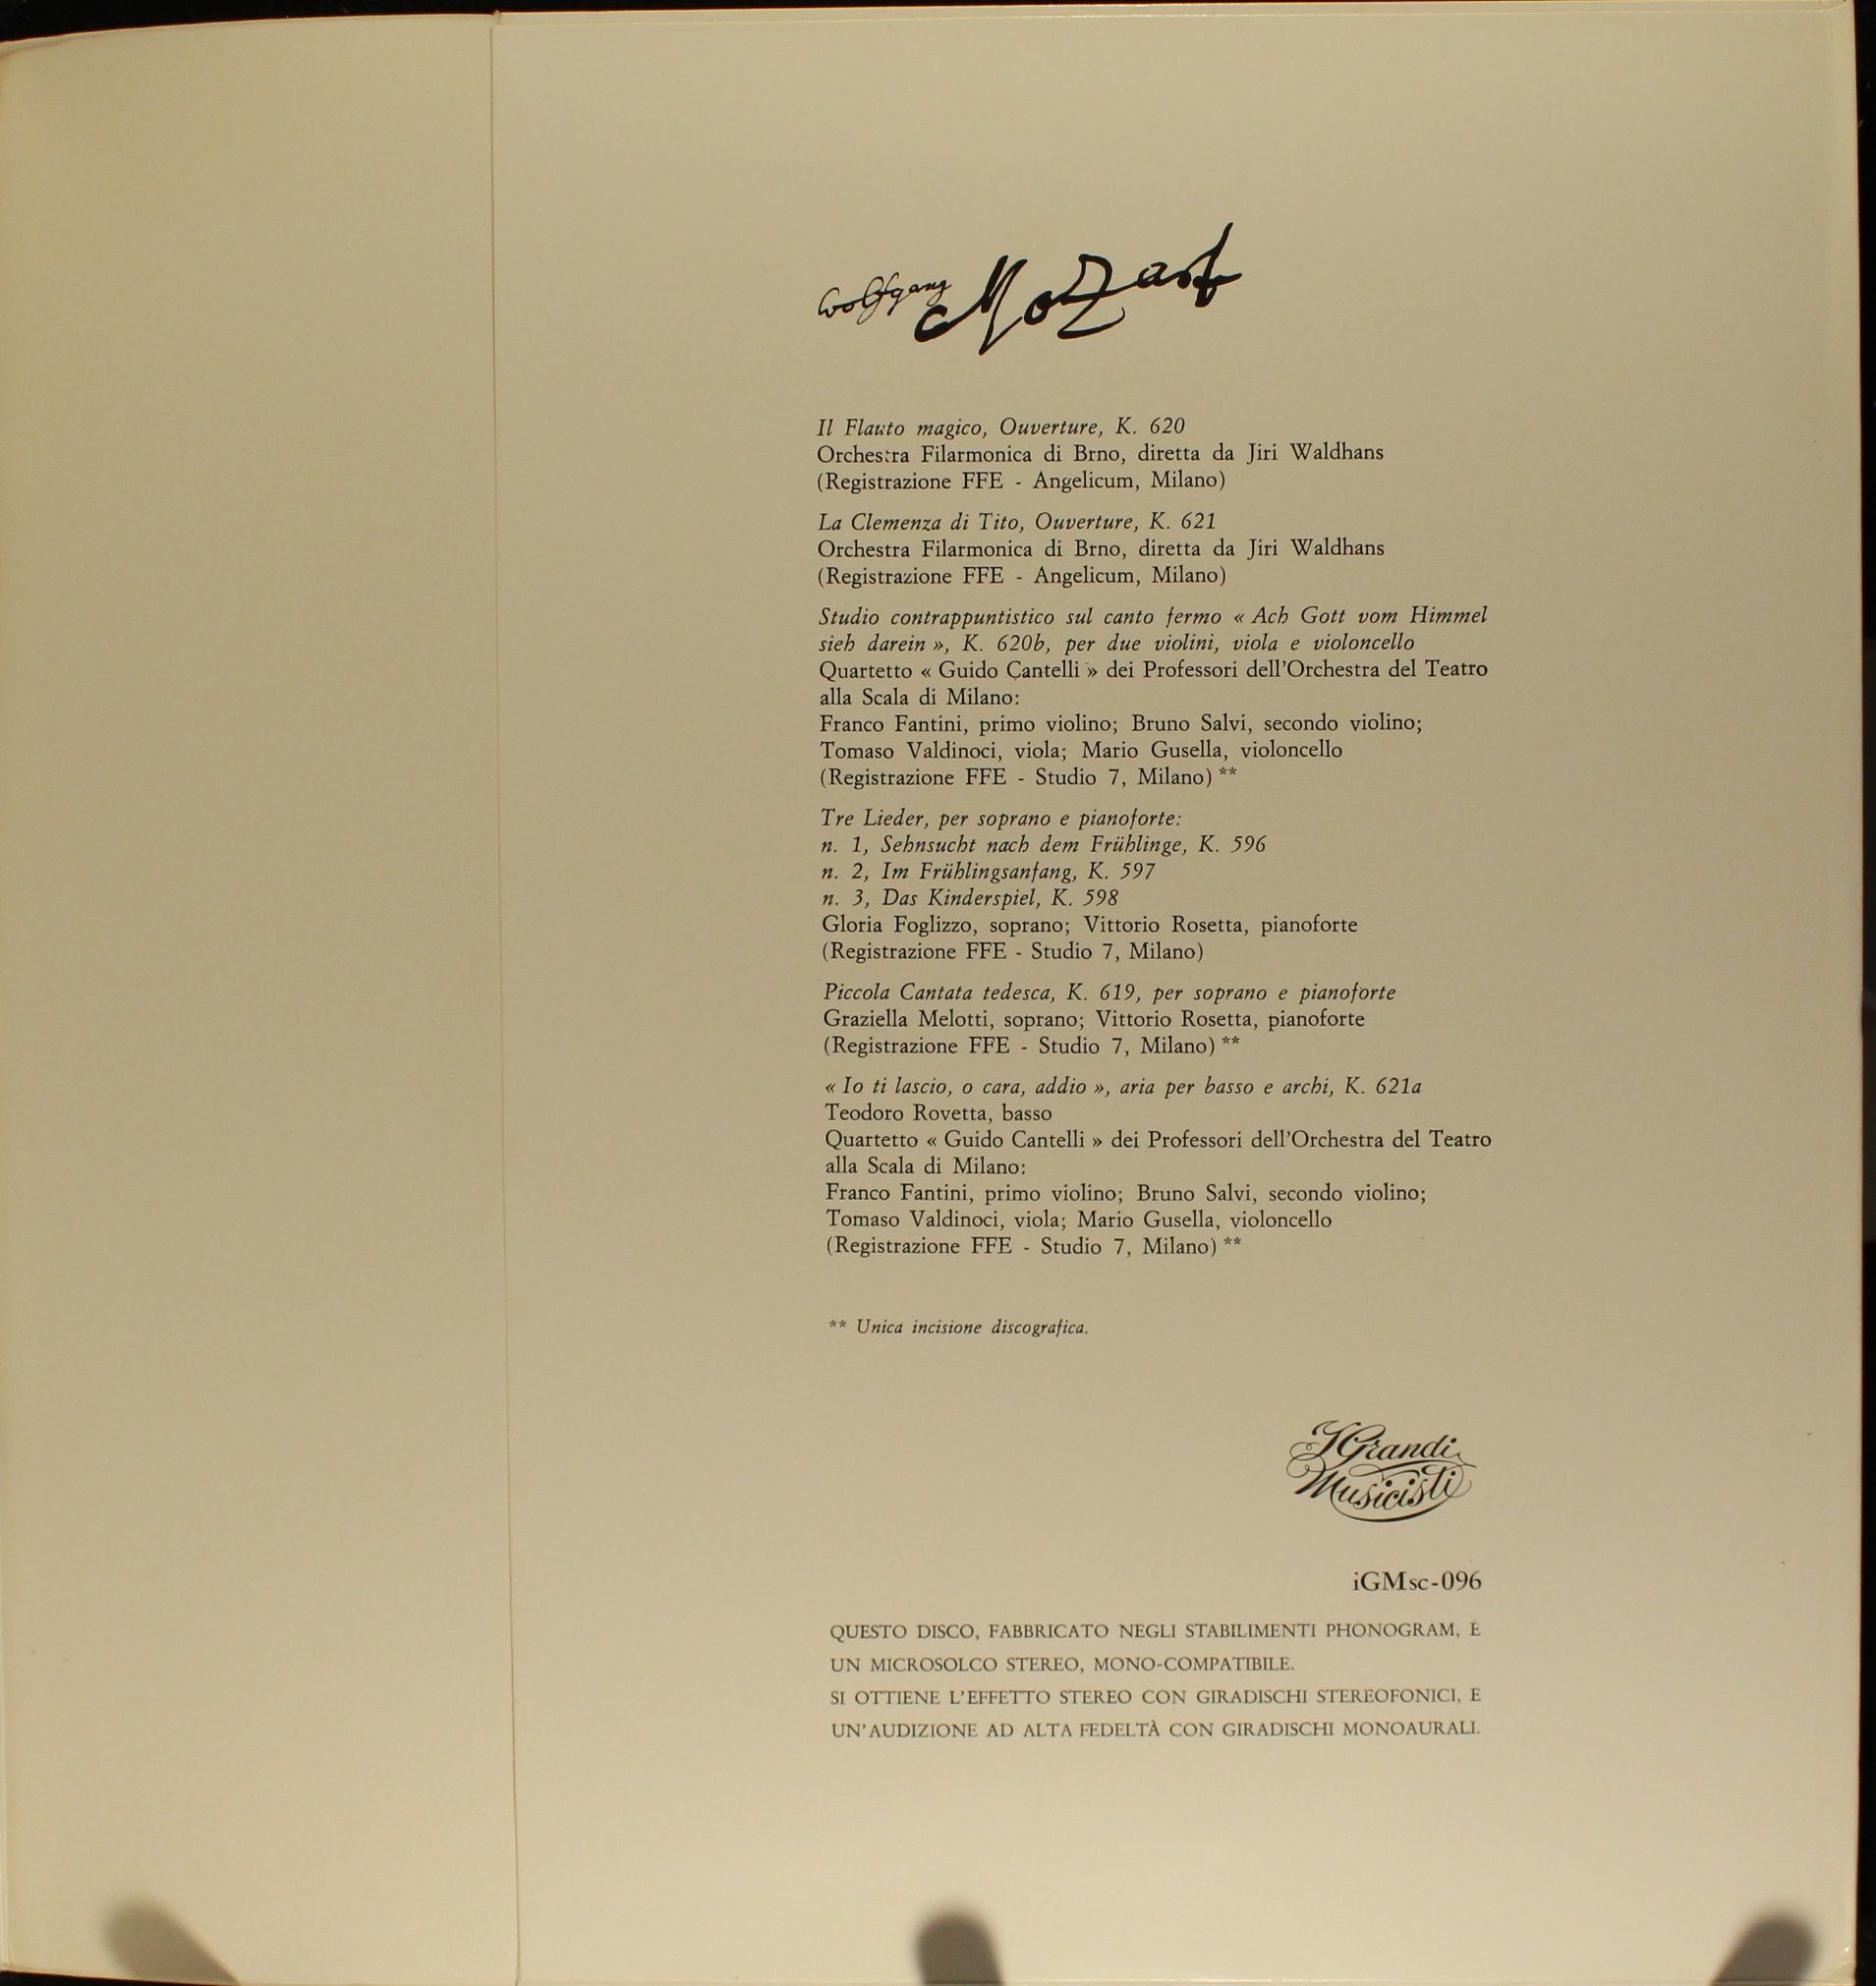 Wolfgang Mozart
Il Flauto magico, Ouverture, K. 620
Orchestra Filarmonica di Brno, diretta da Jiri Waldhans
(Registrazione FFE - Angelicum, Milano)
La Clemenza di Tito, Ouverture, K. 621
Orchestra Filarmonica di Brno, diretta da Jiri Waldhans
(Registrazione FFE - Angelicum, Milano)
Studio contrappuntistico sul canto fermo « Ach Gott vom Himmel
sieh darein », K. 620b, per due violini, viola e violoncello
Quartetto « Guido Cantelli » dei Professori dell'Orchestra del Teatro
alla Scala di Milano:
Franco Fantini, primo violino; Bruno Salvi, secondo violino;
Tomaso Valdinoci, viola; Mario Gusella, violoncello
(Registrazione FFE - Studio 7, Milano) **
Tre Lieder, per soprano e pianoforte:
n. 1, Sehnsucht nach dem Frühlinge, K. 596
n. 2, Im Frühlingsanfang, K. 597
n. 3, Das Kinderspiel, K. 598
Gloria Foglizzo, soprano; Vittorio Rosetta, pianoforte
(Registrazione FFE - Studio 7, Milano)
Piccola Cantata tedesca, K. 619, per soprano e pianoforte
Graziella Melotti, soprano; Vittorio Rosetta, pianoforte
(Registrazione FFE - Studio 7, Milano) **
« Io ti lascio, o cara, addio », aria per basso e archi, K. 621a
Teodoro Rovetta, basso
Quartetto « Guido Cantelli » dei Professori dell'Orchestra del Teatro
alla Scala di Milano:
Franco Fantini, primo violino; Bruno Salvi, secondo violino;
Tomaso Valdinoci, viola; Mario Gusella, violoncello
(Registrazione FFE - Studio 7, Milano) **
** Unica incisione discografica.
I Grandi
Musicisti
iGMsc-096
QUESTO DISCO, FABBRICATO NEGLI STABILIMENTI PHONOGRAM, È
UN MICROSOLCO STEREO, MONO-COMPATIBILE.
SI OTTIENE L'EFFETTO STEREO CON GIRADISCHI STEREOFONICI, E
UN'AUDIZIONE AD ALTA FEDELTÀ CON GIRADISCHI MONOAURALI.